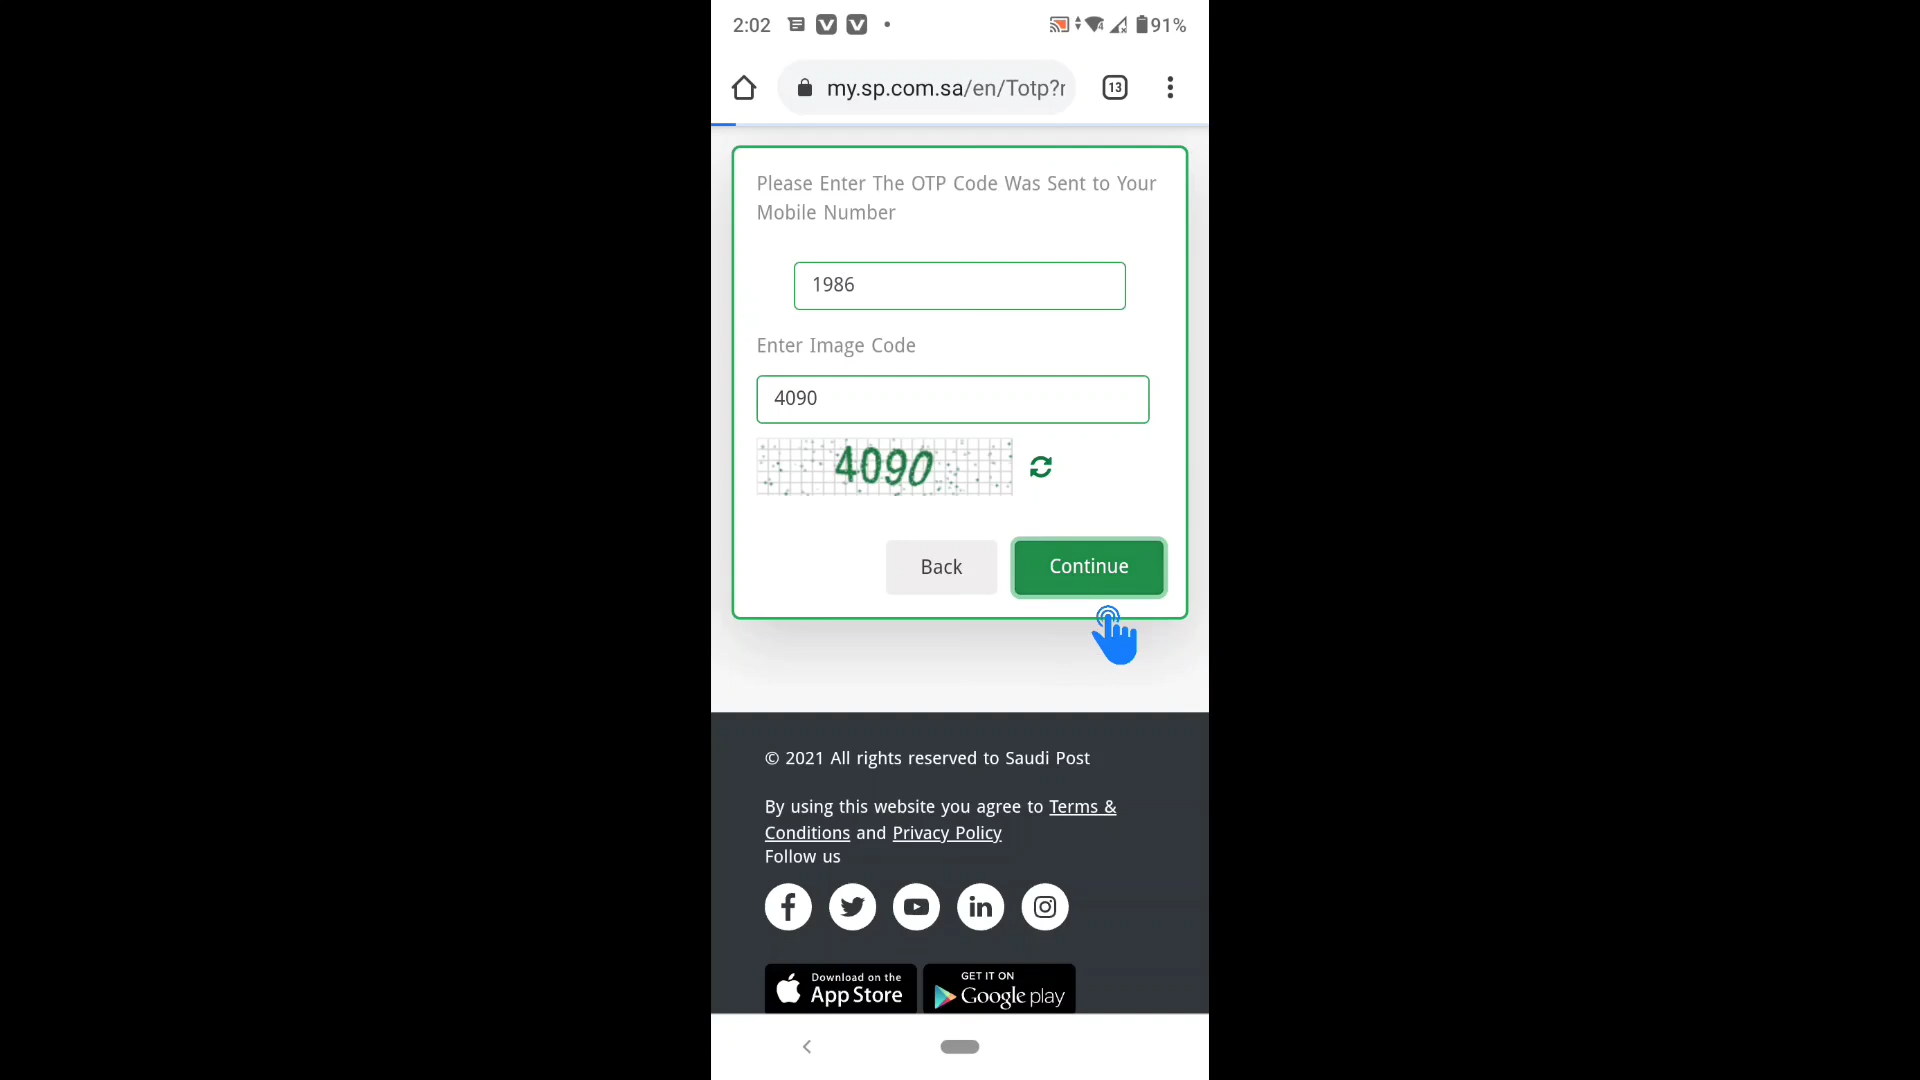 2:02
91%
my.sp.com.sa/en/Totp?r
13
Please Enter The OTP Code Was Sent to Your
Mobile Number
1986
Enter Image Code
4090
4090
Back
Continue
© 2021 All rights reserved to Saudi Post
By using this website you agree to Terms &
Conditions and Privacy Policy
Follow us
Download on the
App Store
GET IT ON
Google play